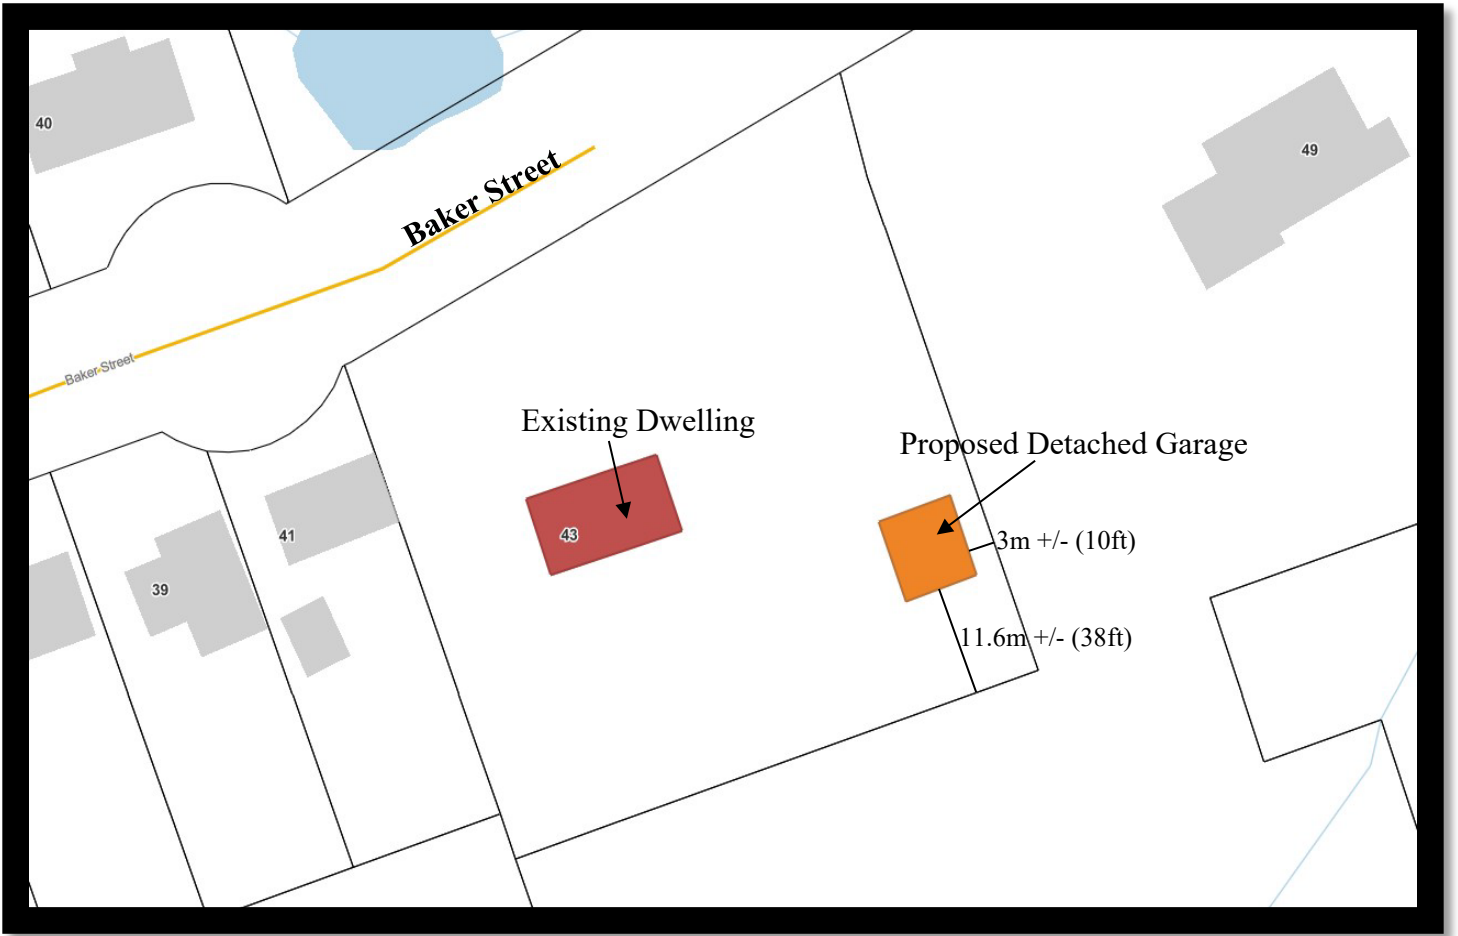 40
49
Baker Street
Baker Street
Existing Dwelling
Proposed Detached Garage
41
43
3m +/- (10ft)
39
11.6m +/- (38ft)